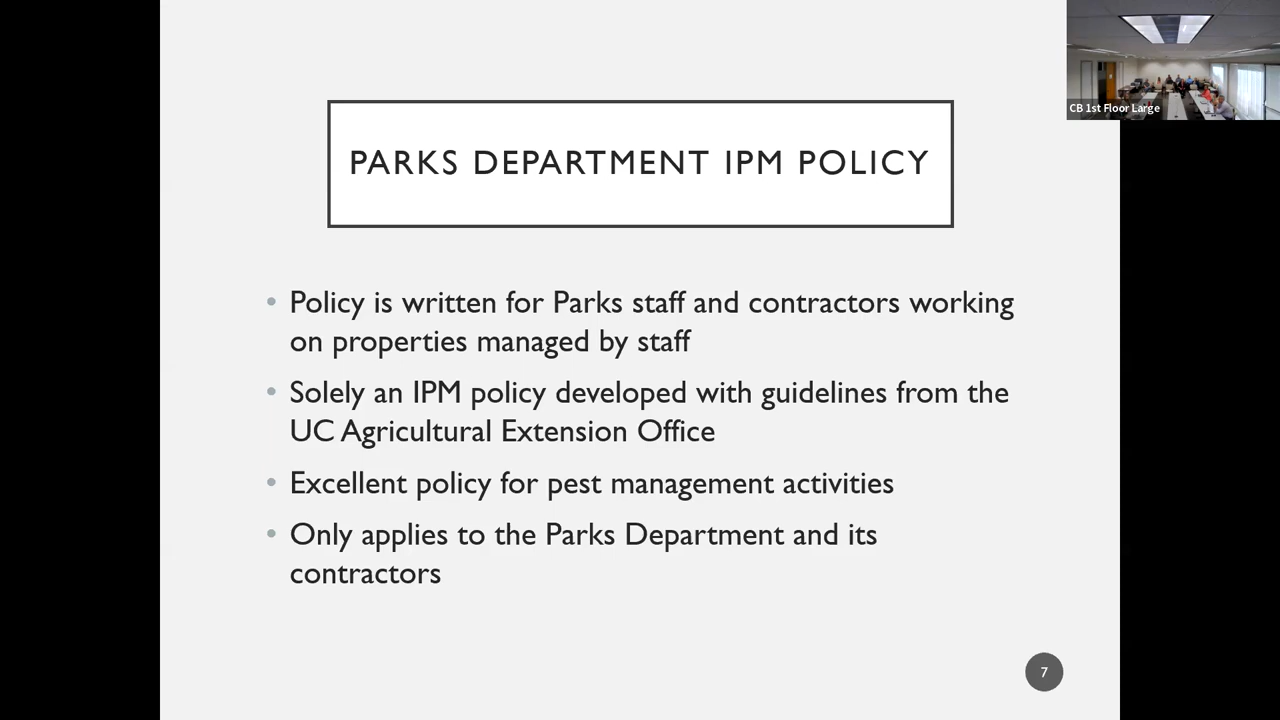 CB 1st Floor Large
PARKS DEPARTMENT IPM POLICY
• Policy is written for Parks staff and contractors working
on properties managed by staff
• Solely an IPM policy developed with guidelines from the
UC Agricultural Extension Office
• Excellent policy for pest management activities
• Only applies to the Parks Department and its
contractors
7